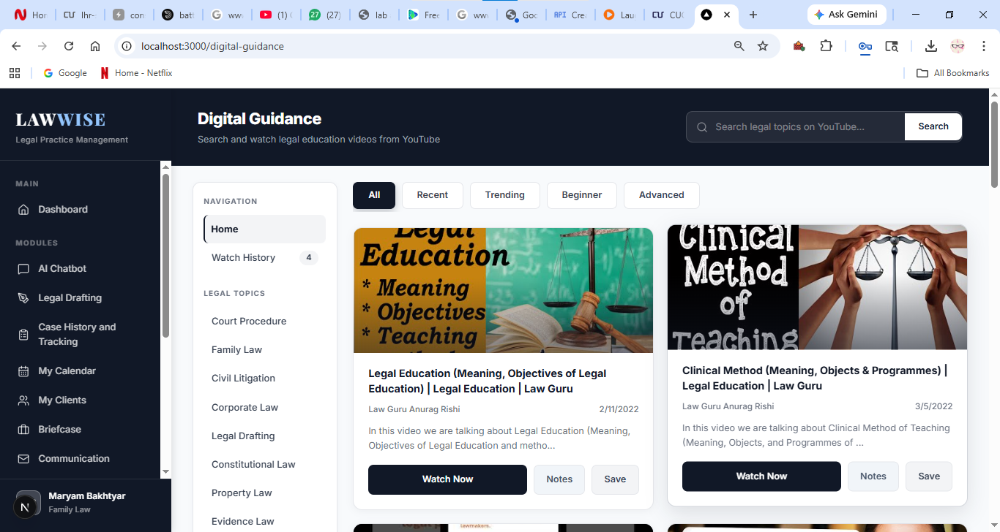 Hor
lhr-
con
batt
www
(1) (
27
(27)
lab
Free
www
Goo
API
Crea
Lau
CUC
Ask Gemini
localhost:3000/digital-guidance
Google
Home - Netflix
All Bookmarks
LAWWISE
Legal Practice Management
MAIN
Dashboard
MODULES
AI Chatbot
Legal Drafting
Case History and
Tracking
My Calendar
My Clients
Briefcase
Communication
N
Maryam Bakhtyar
Family Law
Digital Guidance
Search and watch legal education videos from YouTube
Search legal topics on YouTube...
Search
NAVIGATION
Home
Watch History
4
LEGAL TOPICS
Court Procedure
Family Law
Civil Litigation
Corporate Law
Legal Drafting
Constitutional Law
Property Law
Evidence Law
All
Recent
Trending
Beginner
Advanced
Legal
Education
* Meaning
* Objectives
* Teaching
Legal Education (Meaning, Objectives of Legal
Education) | Legal Education | Law Guru
Law Guru Anurag Rishi
2/11/2022
In this video we are talking about Legal Education (Meaning,
Objectives of Legal Education and metho...
Watch Now
Notes
Save
Clinical
Method
of
Teaching
Clinical Method (Meaning, Objects & Programmes) |
Legal Education | Law Guru
Law Guru Anurag Rishi
3/5/2022
In this video we are talking about Clinical Method of Teaching
(Meaning, Objects, and Programmes of ...
Watch Now
Notes
Save
lawmakers.